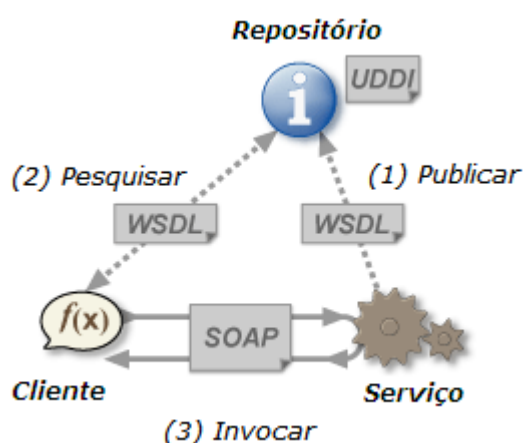 Repositório
UDDI
i
(2) Pesquisar
(1) Publicar
WSDL
WSDL
f(x)
SOAP
Cliente
Serviço
(3) Invocar